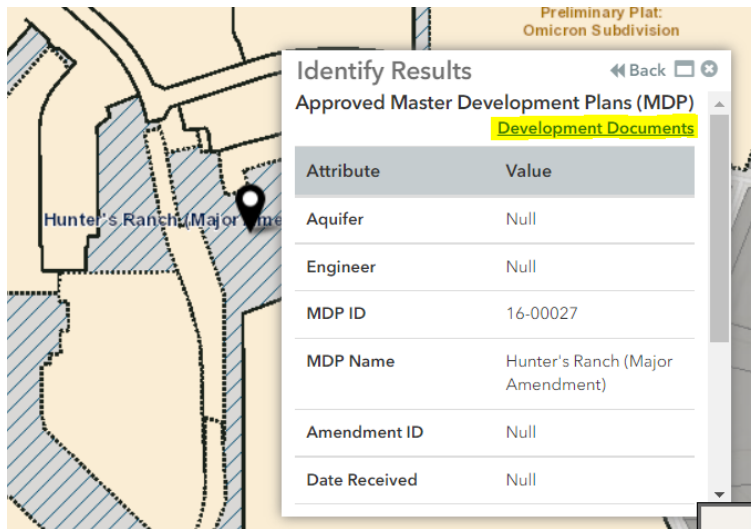 Preliminary Plat:
Omicron Subdivision
Identify Results
Back
Approved Master Development Plans (MDP)
Development Documents
Attribute Value
Aquifer Null
Engineer Null
MDP ID 16-00027
MDP Name Hunter's Ranch (Major
Amendment)
Amendment ID Null
Date Received Null
Hunter's Ranch (Major Ame